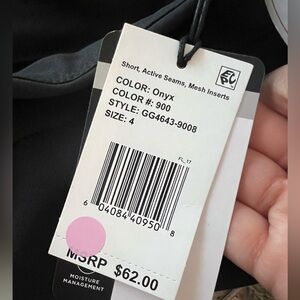 Short, Active Seams, Mesh Inserts
COLOR: Onyx
COLOR #: 900
STYLE: GG4643-9008
SIZE: 4
FL_17
6 04084 40950 8
MSRP $62.00
MOISTURE
MANAGEMENT